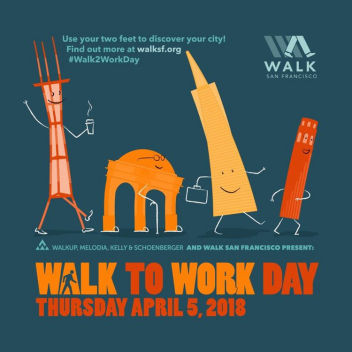 Use your two feet to discover your city!
Find out more at walksf.org
#Walk2WorkDay
WALK
SAN FRANCISCO
WALKUP, MELODIA, KELLY & SCHOENBERGER AND WALK SAN FRANCISCO PRESENT:
WALK TO WORK DAY
THURSDAY APRIL 5, 2018